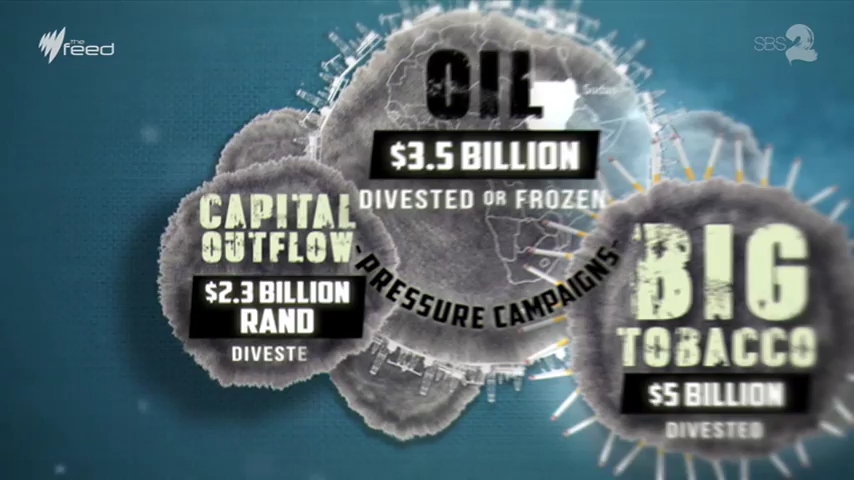 the feed
SBS 2
OIL
Sudan
$3.5 BILLION
DIVESTED OR FROZEN
CAPITAL
OUTFLOW
$2.3 BILLION
RAND
DIVESTE
-PRESSURE CAMPAIGNS-
BIG
TOBACCO
$5 BILLION
DIVESTED